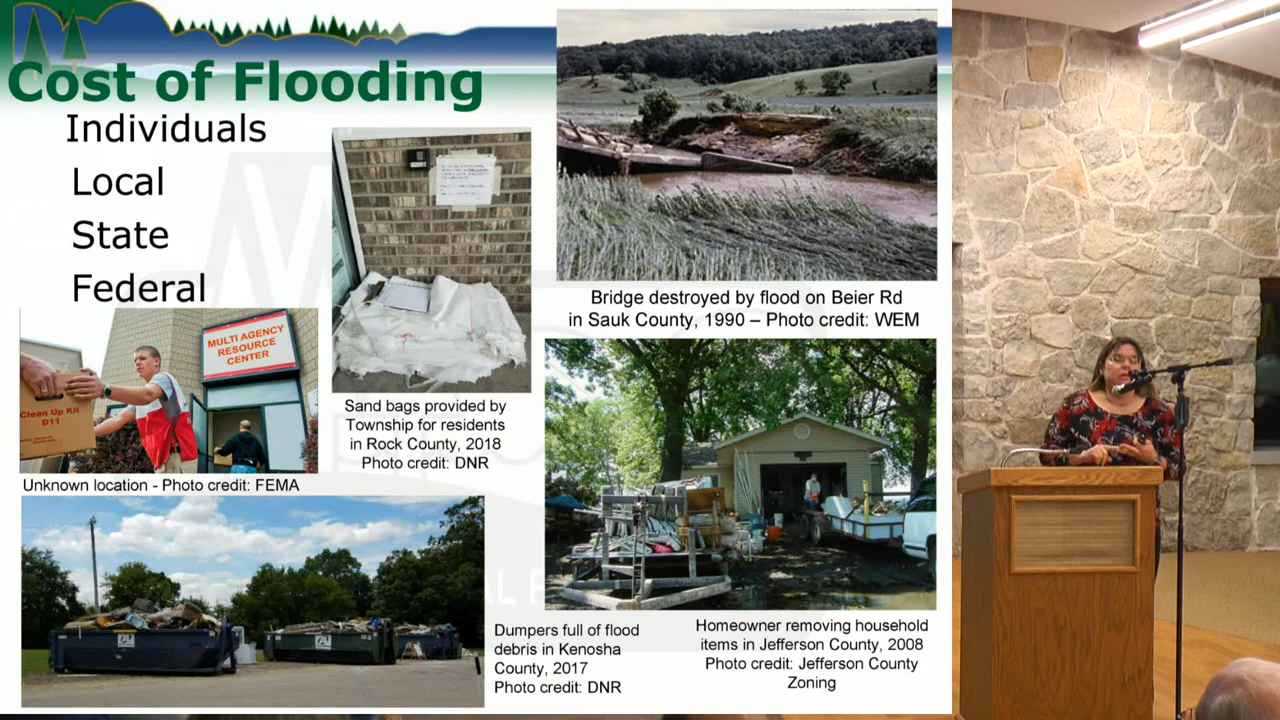 Cost of Flooding
Individuals
Local
State
Federal
MULTI AGENCY
RESOURCE
CENTER
Clean Up Kit
D11
Unknown location - Photo credit: FEMA
Sand bags provided by
Township for residents
in Rock County, 2018
Photo credit: DNR
Bridge destroyed by flood on Beier Rd
in Sauk County, 1990 – Photo credit: WEM
Dumpers full of flood
debris in Kenosha
County, 2017
Photo credit: DNR
Homeowner removing household
items in Jefferson County, 2008
Photo credit: Jefferson County
Zoning